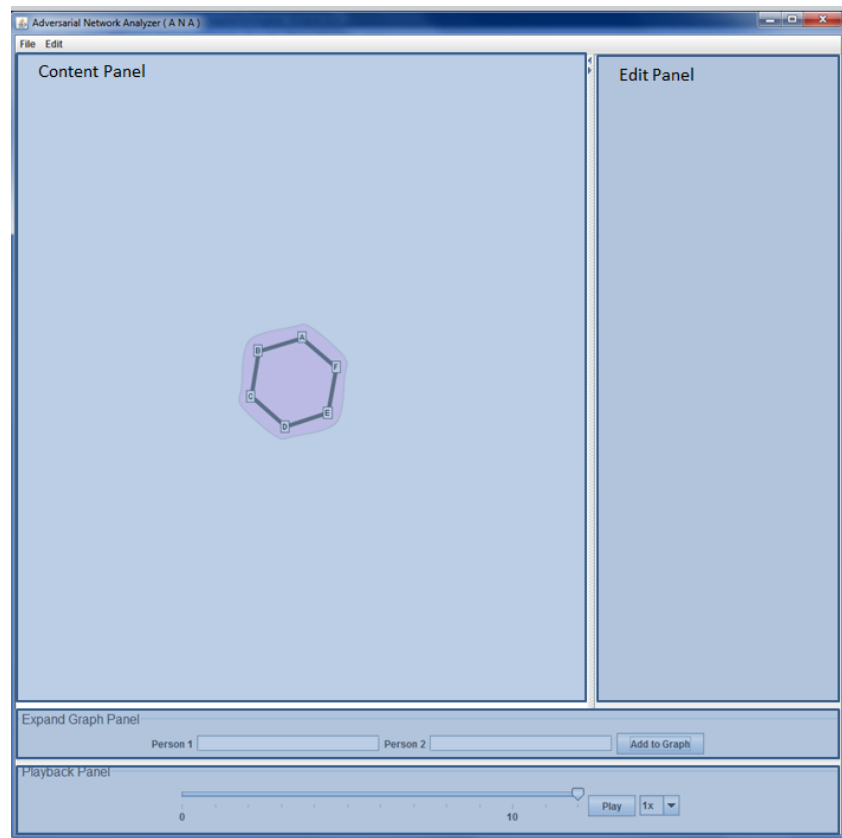 Adversarial Network Analyzer ( A N A )
File Edit
Content Panel
Edit Panel
A
B
F
C
E
D
Expand Graph Panel
Person 1 Person 2 Add to Graph
Playback Panel
Play 1x
0 10